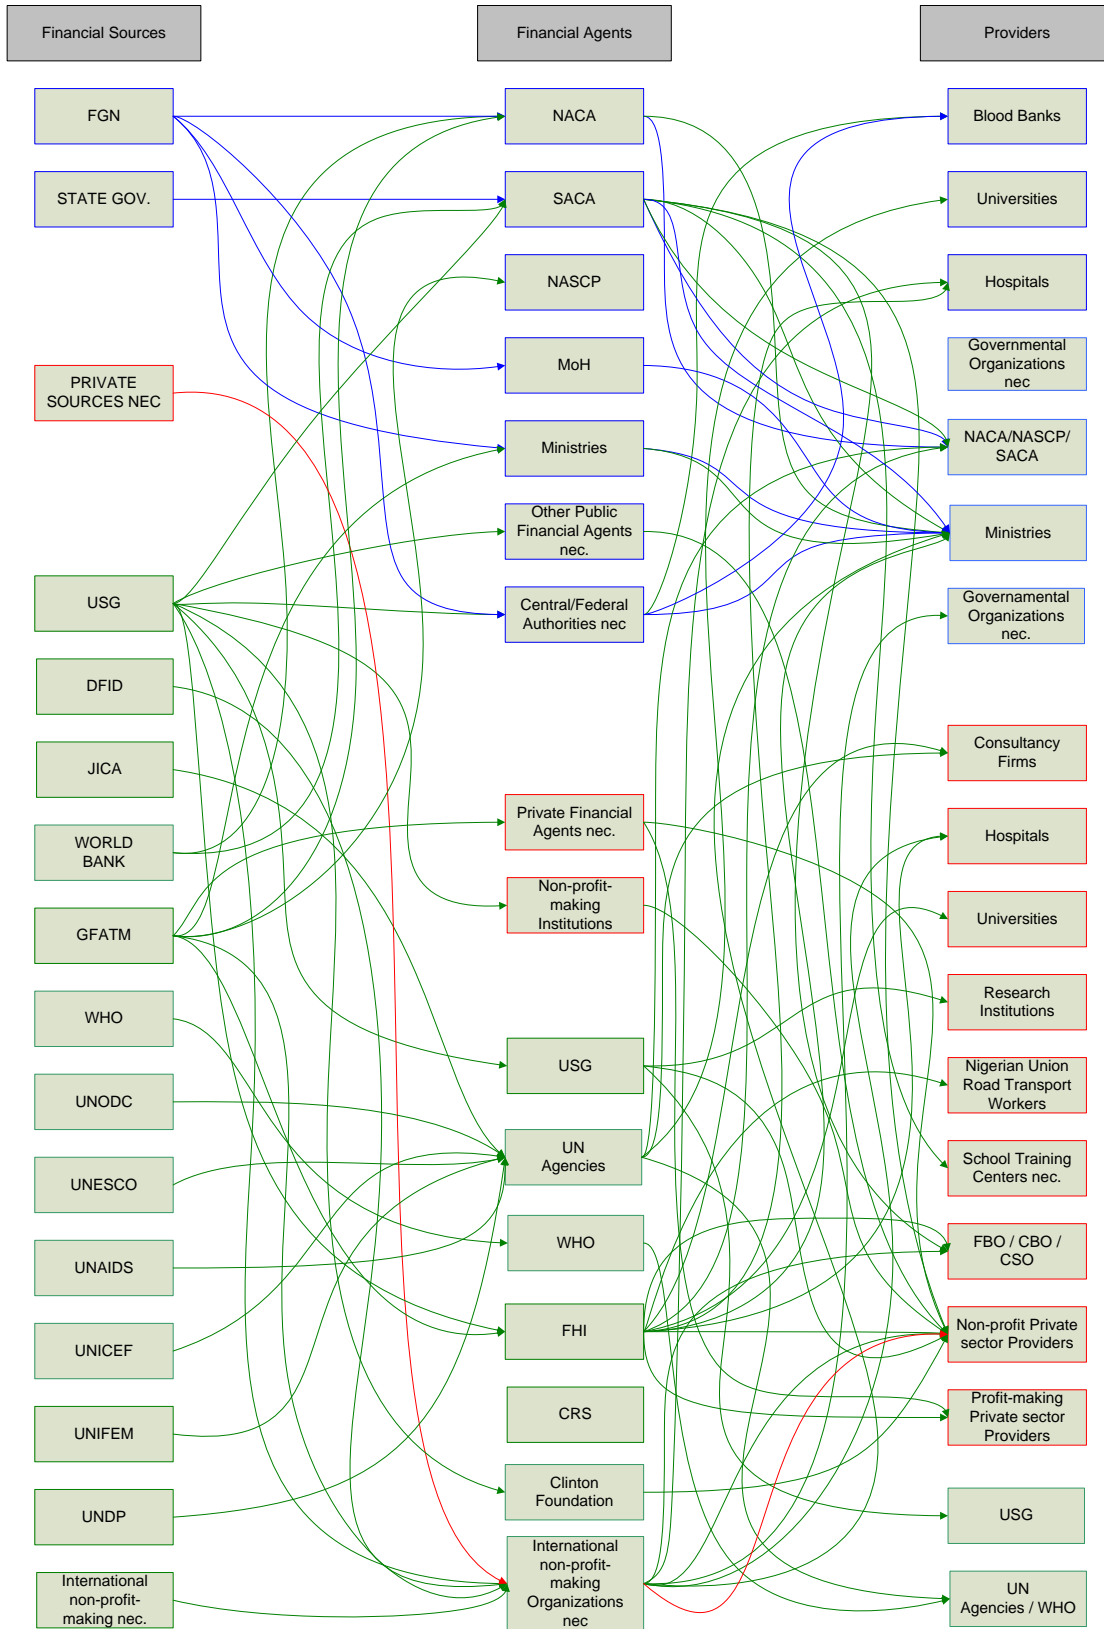 Financial Sources
Financial Agents
Providers
FGN
STATE GOV.
PRIVATE
SOURCES NEC
USG
DFID
JICA
WORLD
BANK
GFATM
WHO
UNODC
UNESCO
UNAIDS
UNICEF
UNIFEM
UNDP
International
non-profit-
making nec.
NACA
SACA
NASCP
MoH
Ministries
Other Public
Financial Agents
nec.
Central/Federal
Authorities nec
Private Financial
Agents nec.
Non-profit-
making
Institutions
USG
UN
Agencies
WHO
FHI
CRS
Clinton
Foundation
International
non-profit-
making
Organizations
nec
Blood Banks
Universities
Hospitals
Governmental
Organizations
nec
NACA/NASCP/
SACA
Ministries
Governamental
Organizations
nec.
Consultancy
Firms
Hospitals
Universities
Research
Institutions
Nigerian Union
Road Transport
Workers
School Training
Centers nec.
FBO / CBO /
CSO
Non-profit Private
sector Providers
Profit-making
Private sector
Providers
USG
UN
Agencies / WHO